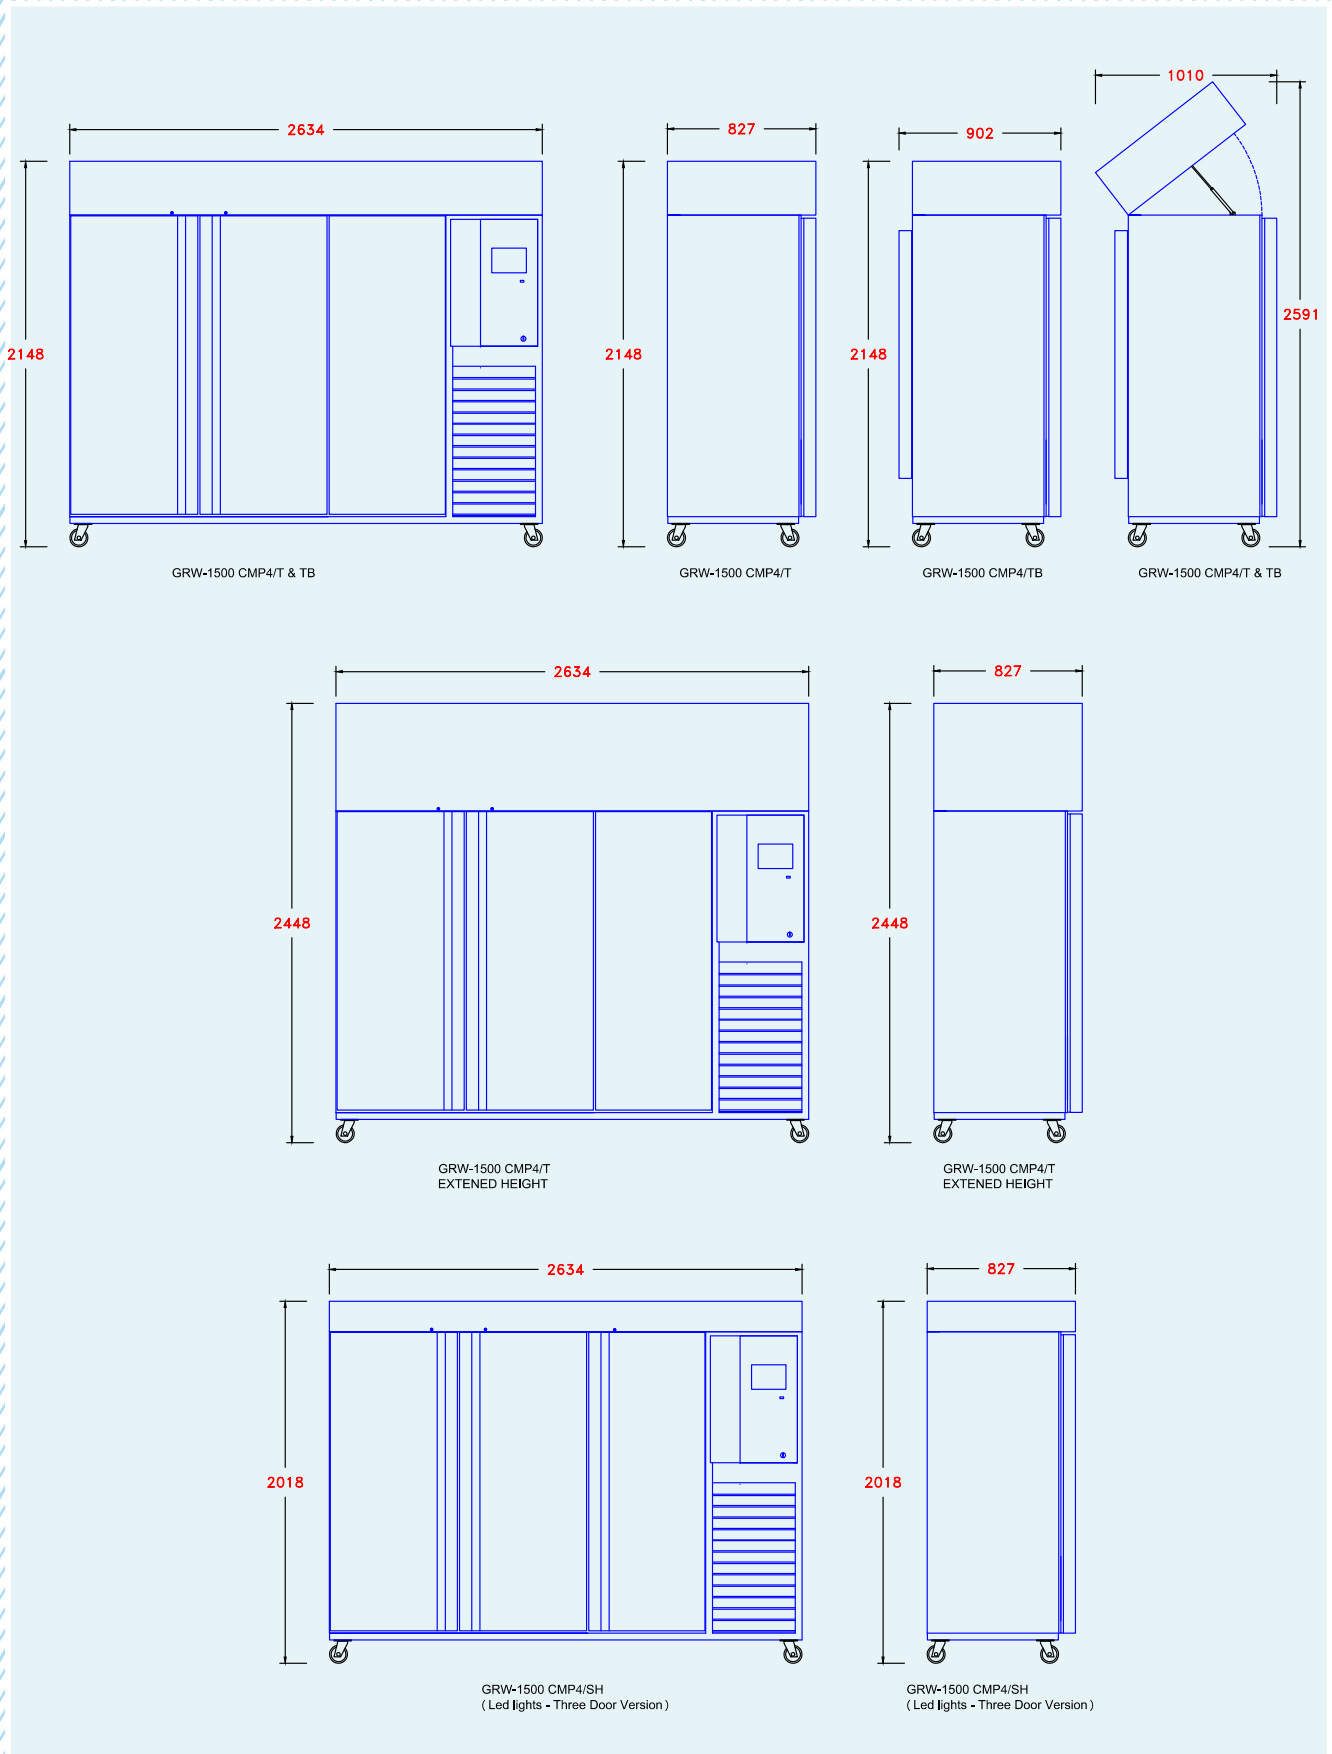 2634
827
902
1010
2148
2148
2148
2591
GRW-1500 CMP4/T & TB
GRW-1500 CMP4/T
GRW-1500 CMP4/TB
GRW-1500 CMP4/T & TB
2634
827
2448
2448
GRW-1500 CMP4/T
EXTENED HEIGHT
GRW-1500 CMP4/T
EXTENED HEIGHT
2634
827
2018
2018
GRW-1500 CMP4/SH
( Led lights - Three Door Version )
GRW-1500 CMP4/SH
( Led lights - Three Door Version )